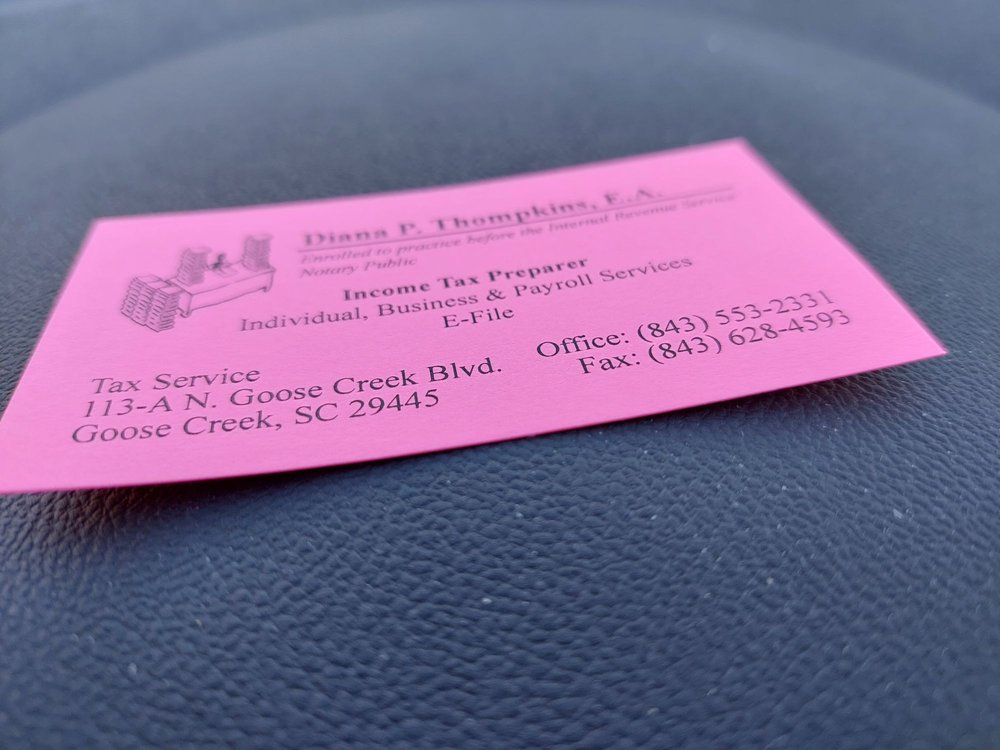 Diana P. Thompkins, E.A.
Enrolled to practice before the Internal Revenue Service
Notary Public
Income Tax Preparer
Individual, Business & Payroll Services
E-File
Tax Service
113-A N. Goose Creek Blvd.
Goose Creek, SC 29445
Office: (843) 553-2331
Fax: (843) 628-4593